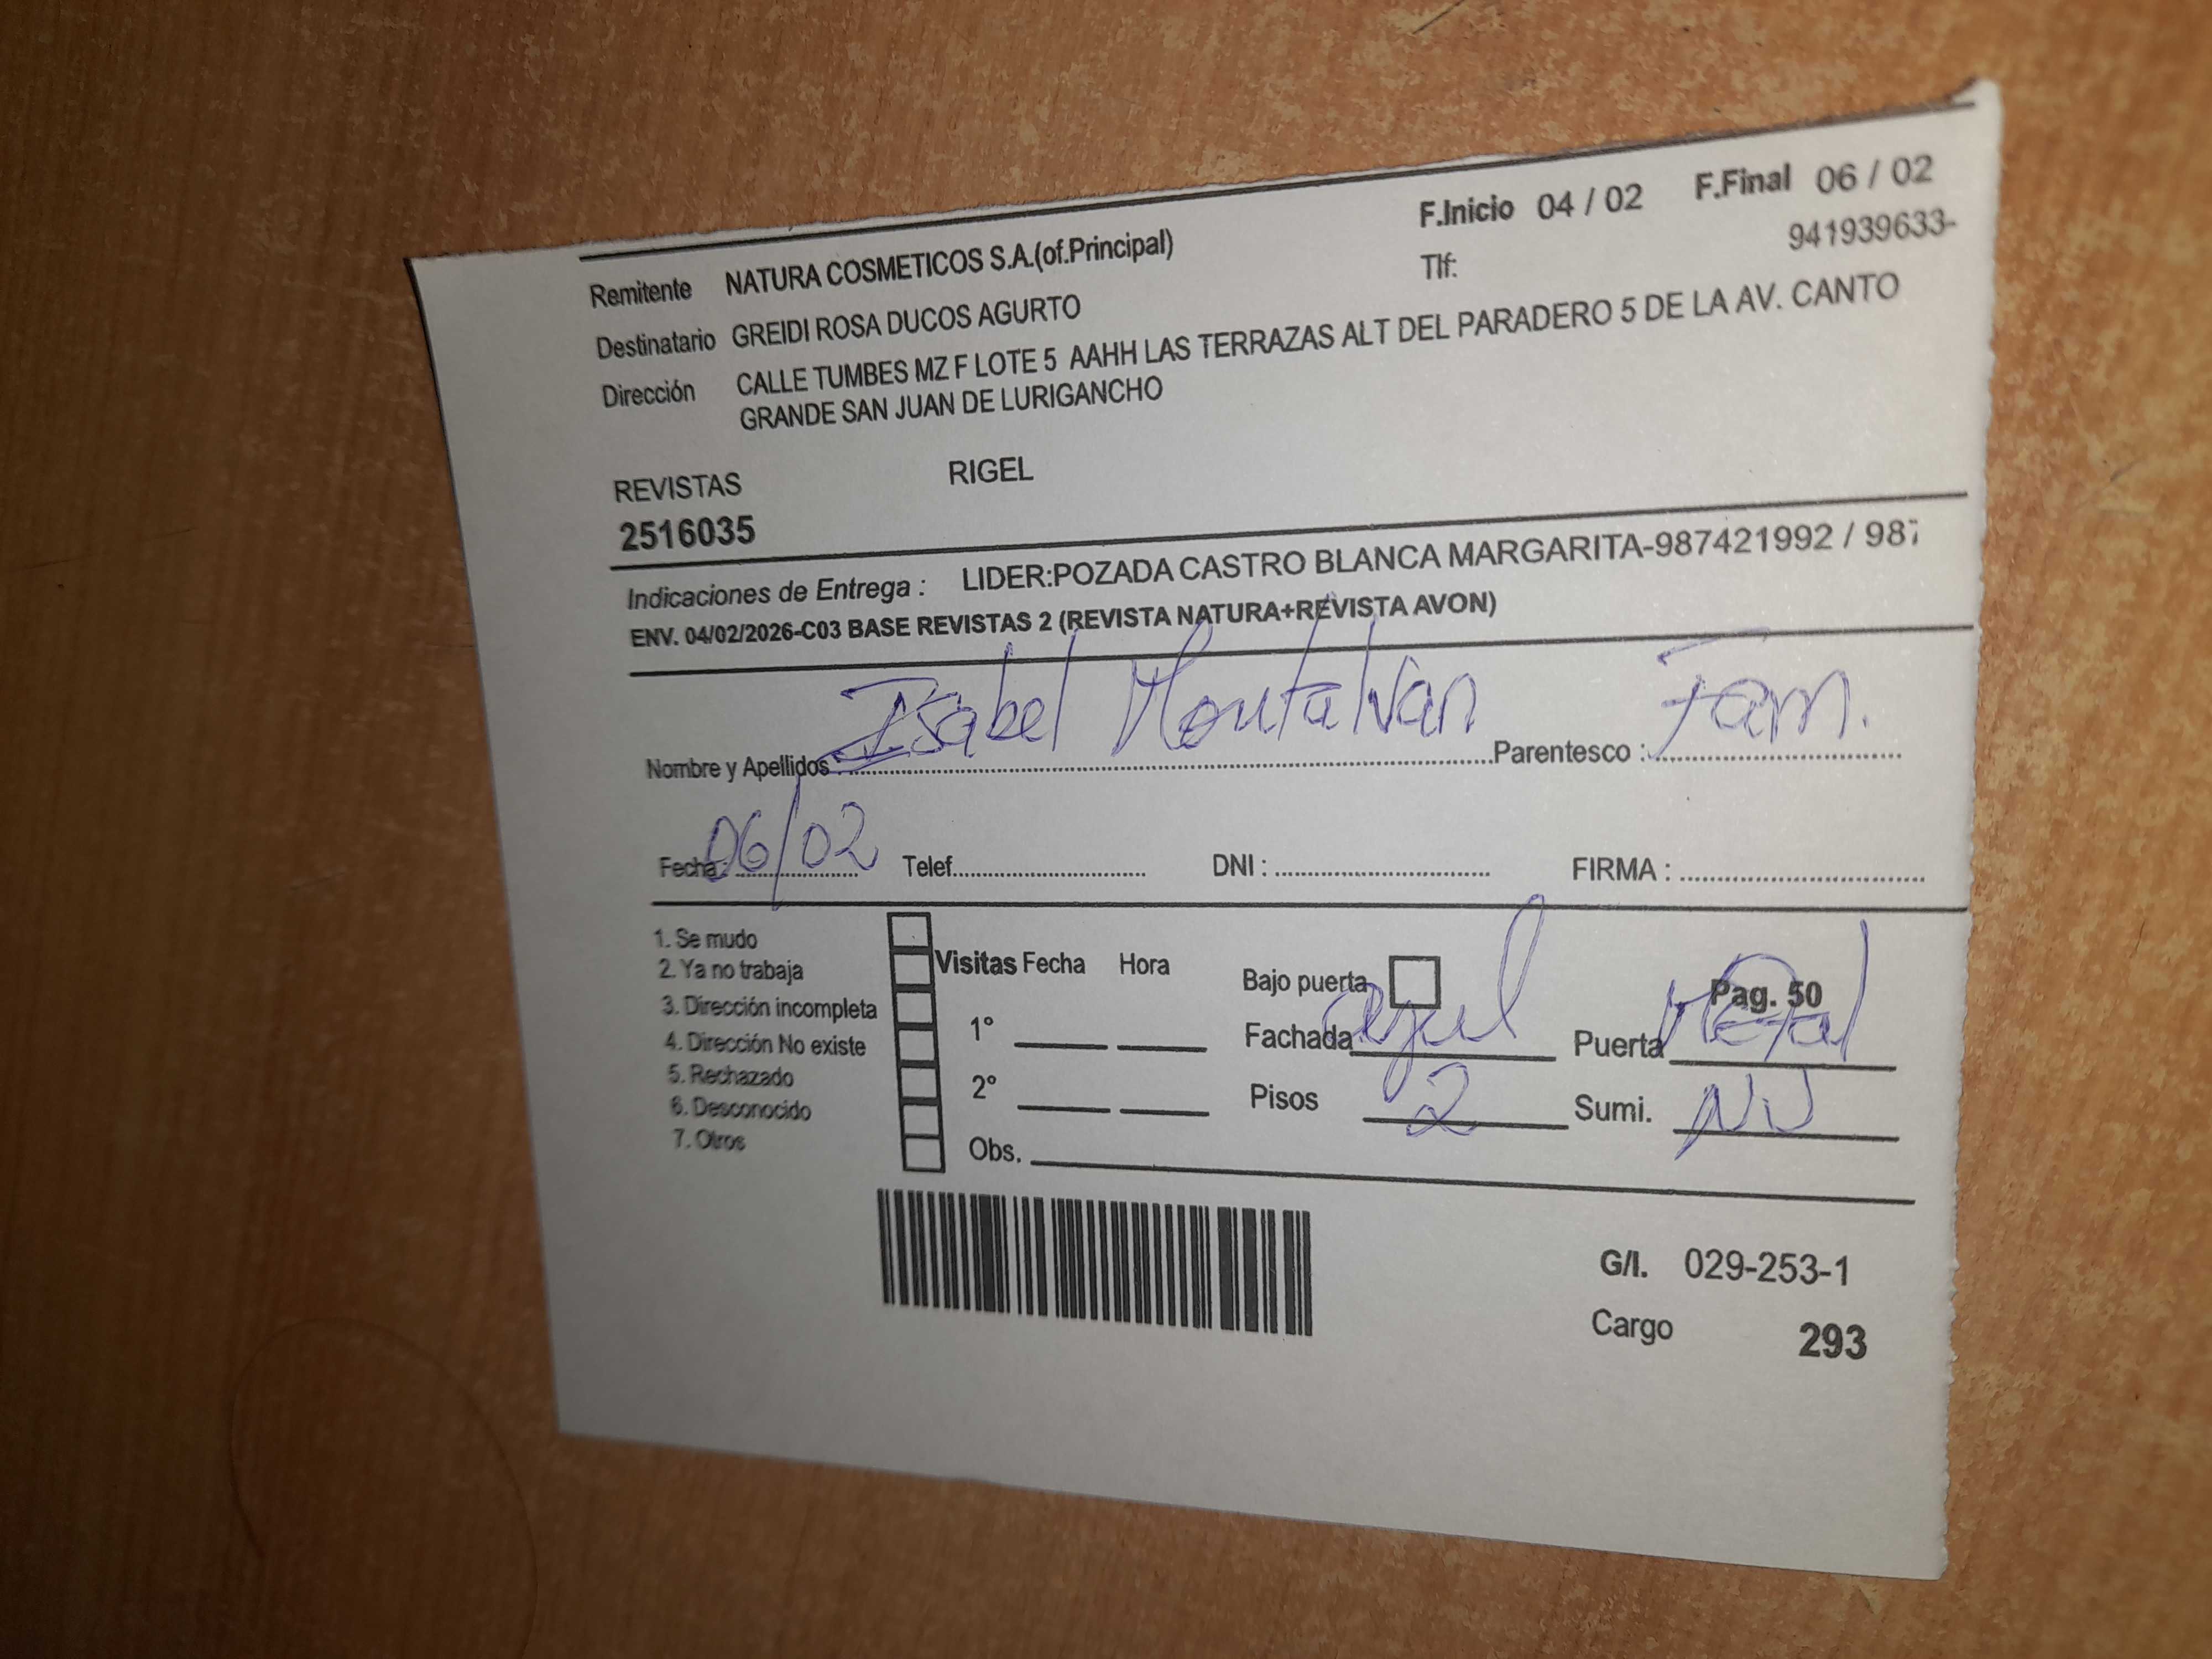 F.Inicio 04 / 02 F.Final 06 / 02
Remitente NATURA COSMETICOS S.A.(of.Principal) Tlf: 941939633-
Destinatario GREIDI ROSA DUCOS AGURTO
Dirección CALLE TUMBES MZ F LOTE 5 AAHH LAS TERRAZAS ALT DEL PARADERO 5 DE LA AV. CANTO
GRANDE SAN JUAN DE LURIGANCHO
REVISTAS RIGEL
2516035
Indicaciones de Entrega : LIDER:POZADA CASTRO BLANCA MARGARITA-987421992 / 987
ENV. 04/02/2026-C03 BASE REVISTAS 2 (REVISTA NATURA+REVISTA AVON)
Nombre y Apellidos : Isabel Montalvan Parentesco : Fam.
Fecha : 06/02 Telef. DNI : FIRMA :
1. Se mudo
2. Ya no trabaja
3. Dirección incompleta
4. Dirección No existe
5. Rechazado
6. Desconocido
7. Otros
Visitas Fecha Hora
1°
2°
Obs.
Bajo puerta Pag. 50
Fachada azul Puerta Metal
Pisos 2 Sumi.
G/I. 029-253-1
Cargo 293